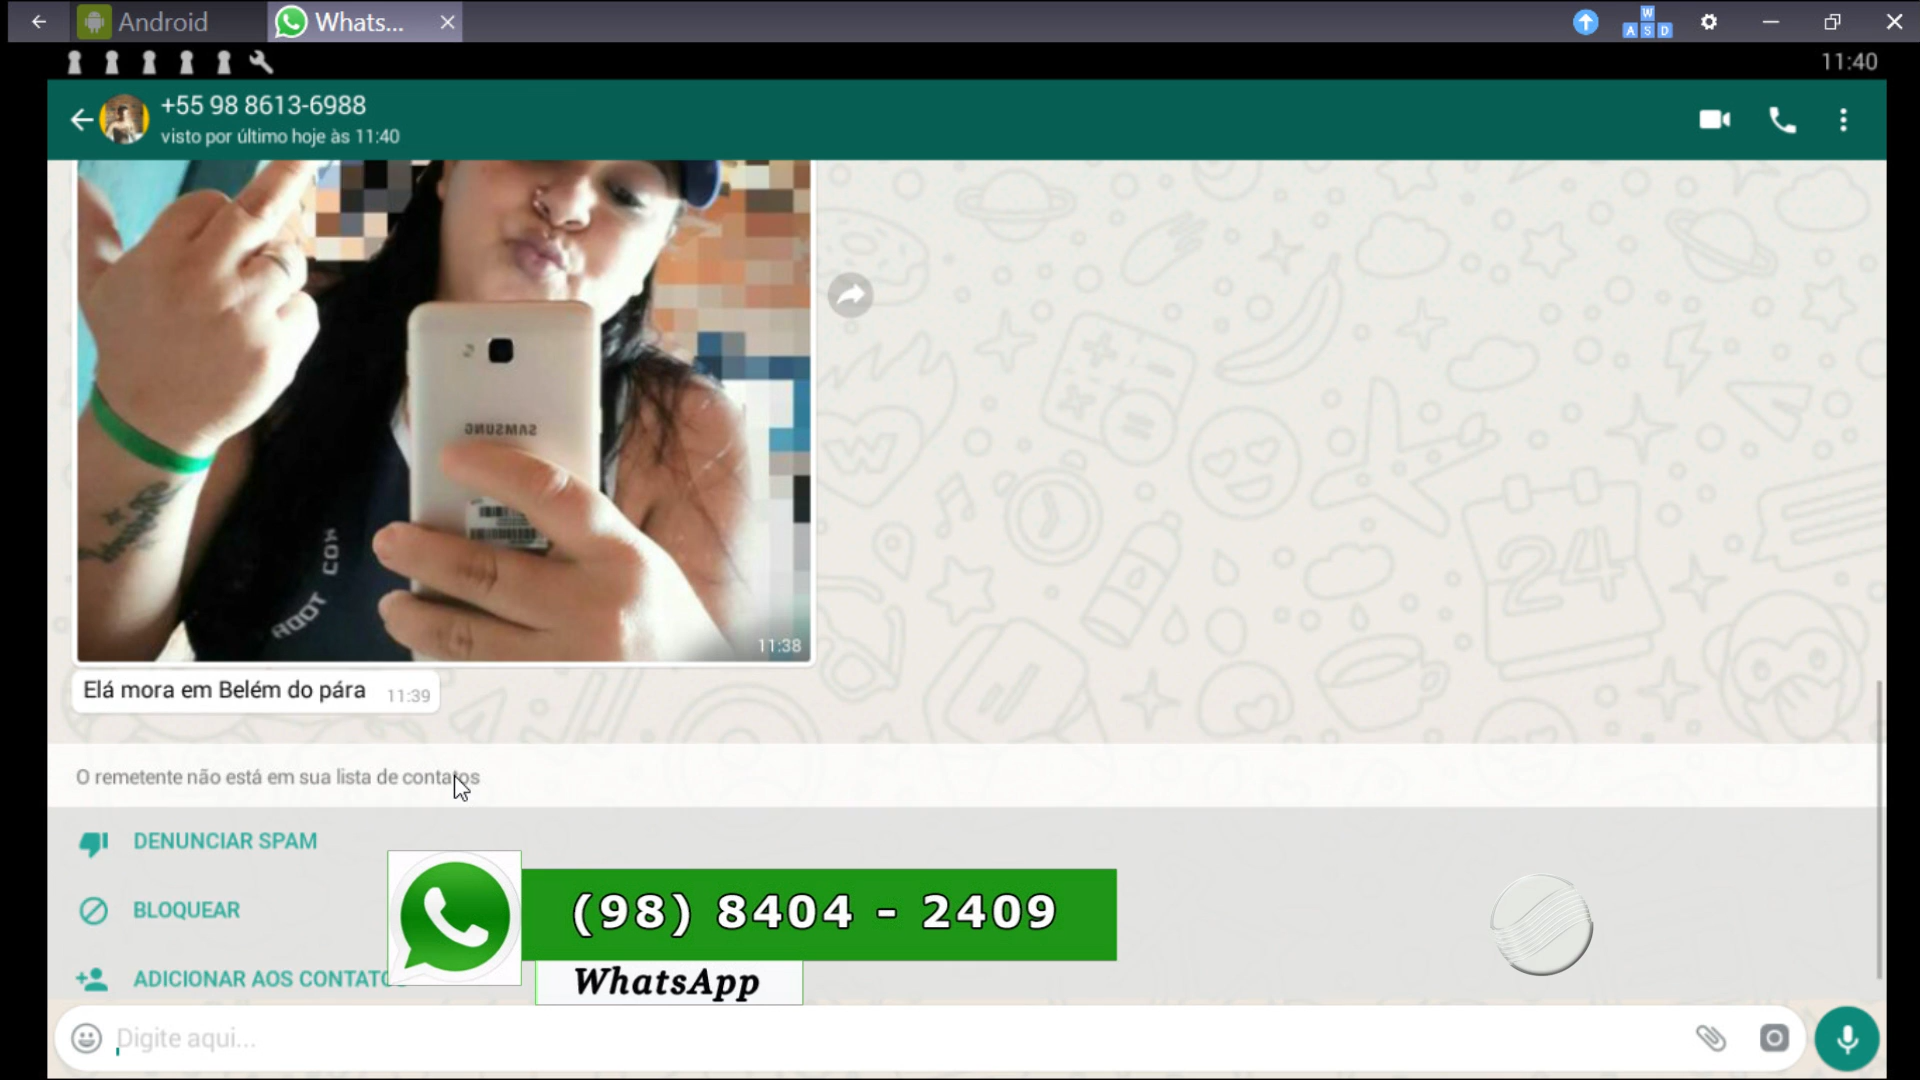 Android
Whats...
W
A S D
11:40
+55 98 8613-6988
visto por último hoje às 11:40
SAMSUNG
11:38
Elá mora em Belém do pára 11:39
O remetente não está em sua lista de contatos
DENUNCIAR SPAM
BLOQUEAR
(98) 8404 - 2409
ADICIONAR AOS CONTATOS
WhatsApp
Digite aqui...